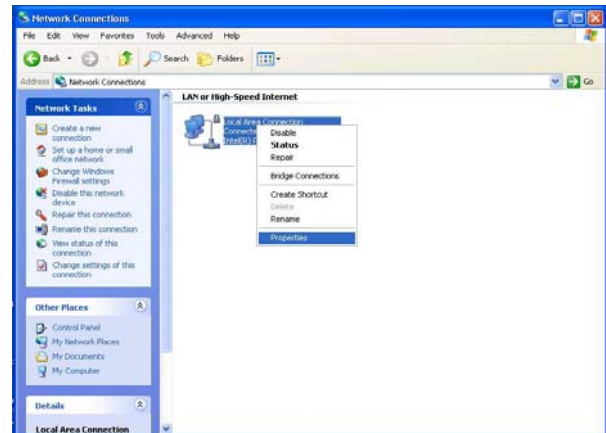 Network Connections
File Edit View Favorites Tools Advanced Help
Back Search Folders
Address Network Connections Go
Network Tasks
Create a new
connection
Set up a home or small
office network
Change Windows
Firewall settings
Disable this network
device
Repair this connection
Rename this connection
View status of this
connection
Change settings of this
connection
Other Places
Control Panel
My Network Places
My Documents
My Computer
Details
Local Area Connection
LAN or High-Speed Internet
Local Area Connection
Connecte
Intel(R) P
Disable
Status
Repair
Bridge Connections
Create Shortcut
Delete
Rename
Properties